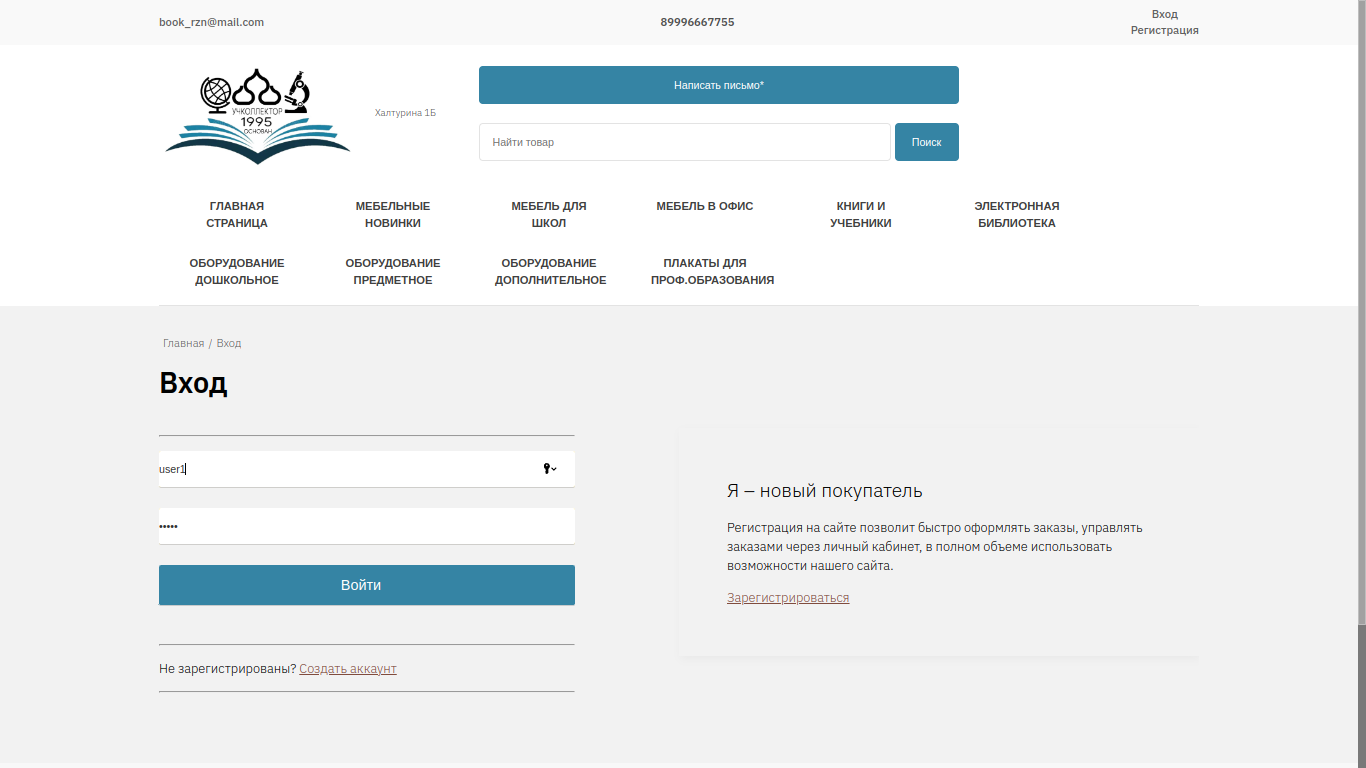 book_rzn@mail.com
89996667755
Вход
Регистрация
УЧКОЛЛЕКТОР
1995
ОСНОВАН
Халтурина 1Б
Написать письмо*
Найти товар
Поиск
ГЛАВНАЯ СТРАНИЦА
МЕБЕЛЬНЫЕ НОВИНКИ
МЕБЕЛЬ ДЛЯ ШКОЛ
МЕБЕЛЬ В ОФИС
КНИГИ И УЧЕБНИКИ
ЭЛЕКТРОННАЯ БИБЛИОТЕКА
ОБОРУДОВАНИЕ ДОШКОЛЬНОЕ
ОБОРУДОВАНИЕ ПРЕДМЕТНОЕ
ОБОРУДОВАНИЕ ДОПОЛНИТЕЛЬНОЕ
ПЛАКАТЫ ДЛЯ ПРОФ.ОБРАЗОВАНИЯ
Главная / Вход
Вход
user1
•••••
Войти
Не зарегистрированы? Создать аккаунт
Я – новый покупатель
Регистрация на сайте позволит быстро оформлять заказы, управлять
заказами через личный кабинет, в полном объеме использовать
возможности нашего сайта.
Зарегистрироваться